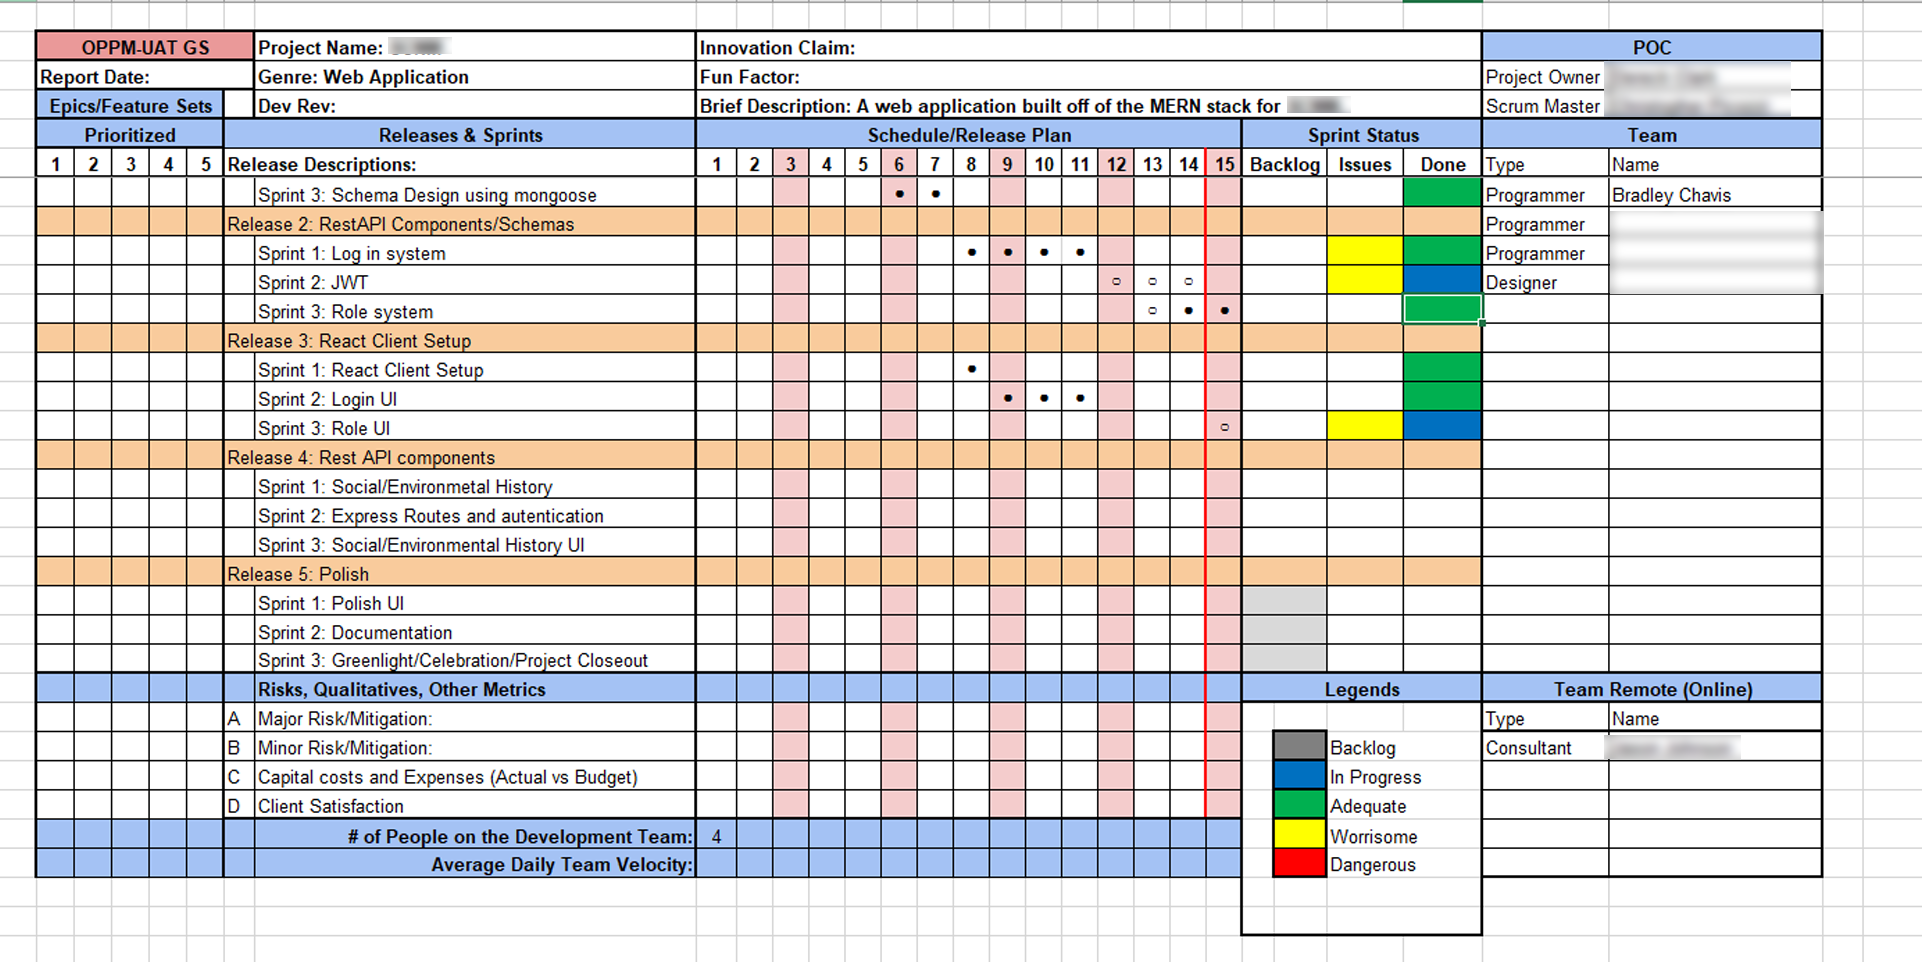 OPPM-UAT GS Project Name: Innovation Claim: POC
Report Date: Genre: Web Application Fun Factor: Project Owner
Epics/Feature Sets Dev Rev: Brief Description: A web application built off of the MERN stack for Scrum Master
Prioritized Releases & Sprints Schedule/Release Plan Sprint Status Team
1 2 3 4 5 Release Descriptions: 1 2 3 4 5 6 7 8 9 10 11 12 13 14 15 Backlog Issues Done Type Name
Sprint 3: Schema Design using mongoose Programmer Bradley Chavis
Release 2: RestAPI Components/Schemas Programmer
Sprint 1: Log in system Programmer
Sprint 2: JWT Designer
Sprint 3: Role system
Release 3: React Client Setup
Sprint 1: React Client Setup
Sprint 2: Login UI
Sprint 3: Role UI
Release 4: Rest API components
Sprint 1: Social/Environmetal History
Sprint 2: Express Routes and autentication
Sprint 3: Social/Environmental History UI
Release 5: Polish
Sprint 1: Polish UI
Sprint 2: Documentation
Sprint 3: Greenlight/Celebration/Project Closeout
Risks, Qualitatives, Other Metrics Legends Team Remote (Online)
A Major Risk/Mitigation: Type Name
B Minor Risk/Mitigation: Backlog Consultant
C Capital costs and Expenses (Actual vs Budget) In Progress
D Client Satisfaction Adequate
# of People on the Development Team: 4 Worrisome
Average Daily Team Velocity: Dangerous